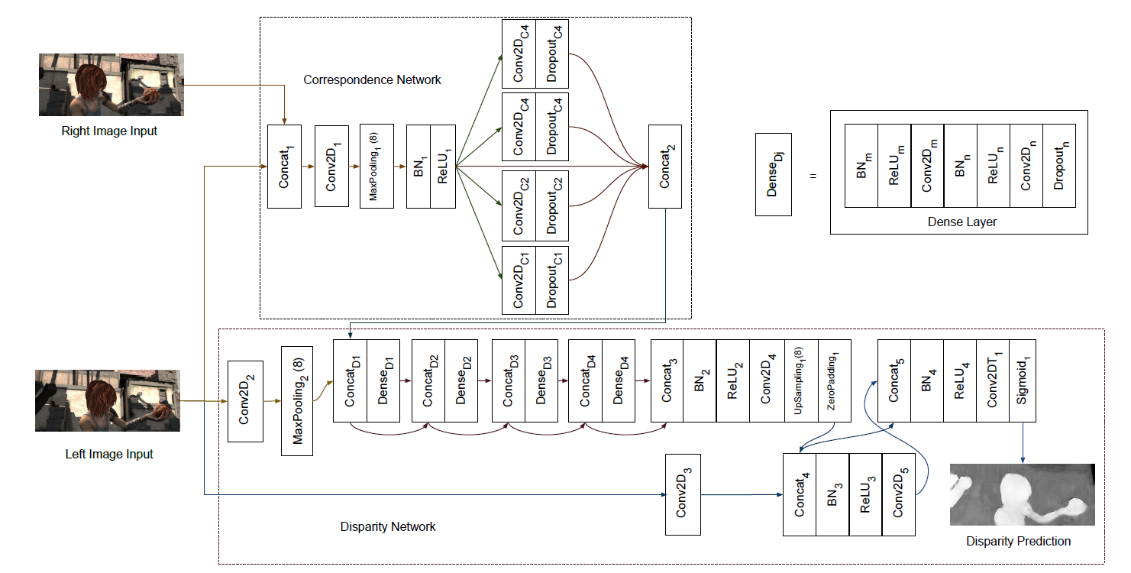 Correspondence Network
Right Image Input
Concat1
Conv2D1
MaxPooling1 (8)
BN1
ReLU1
Conv2DC4
DropoutC4
Conv2DC4
DropoutC4
Conv2DC2
DropoutC2
Conv2DC1
DropoutC1
Concat2
DenseDj
=
BNm
ReLUm
Conv2Dm
BNn
ReLUn
Conv2Dn
Dropoutn
Dense Layer
Left Image Input
Conv2D2
MaxPooling2 (8)
ConcatD1
DenseD1
ConcatD2
DenseD2
ConcatD3
DenseD3
ConcatD4
DenseD4
Concat3
BN2
ReLU2
Conv2D4
UpSampling1(8)
ZeroPadding1
Concat5
BN4
ReLU4
Conv2DT1
Sigmoid1
Conv2D3
Concat4
BN3
ReLU3
Conv2D5
Disparity Network
Disparity Prediction